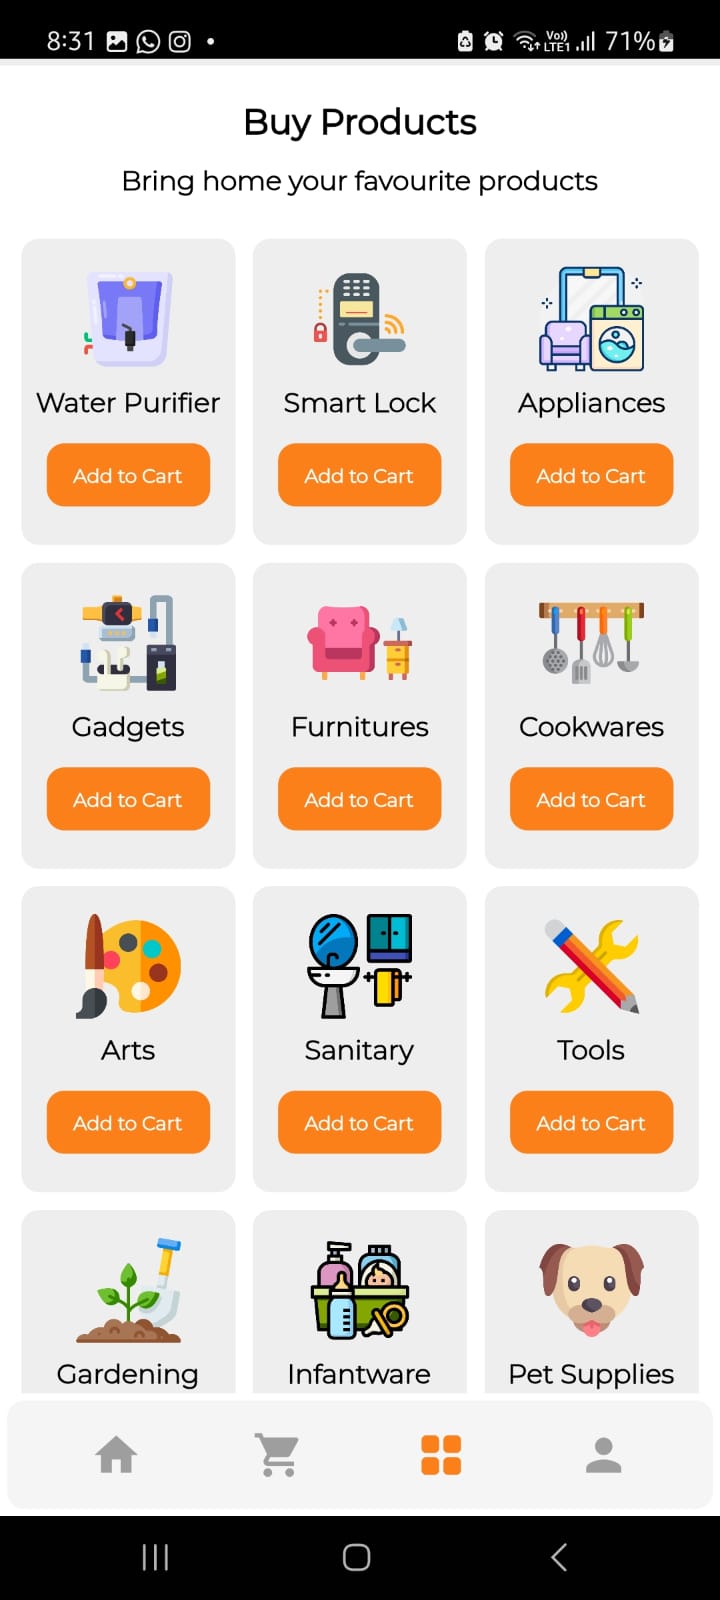 8:31 Vo)) LTE1 71%
Buy Products
Bring home your favourite products
Water Purifier Smart Lock Appliances
Add to Cart Add to Cart Add to Cart
Gadgets Furnitures Cookwares
Add to Cart Add to Cart Add to Cart
Arts Sanitary Tools
Add to Cart Add to Cart Add to Cart
Gardening Infantware Pet Supplies